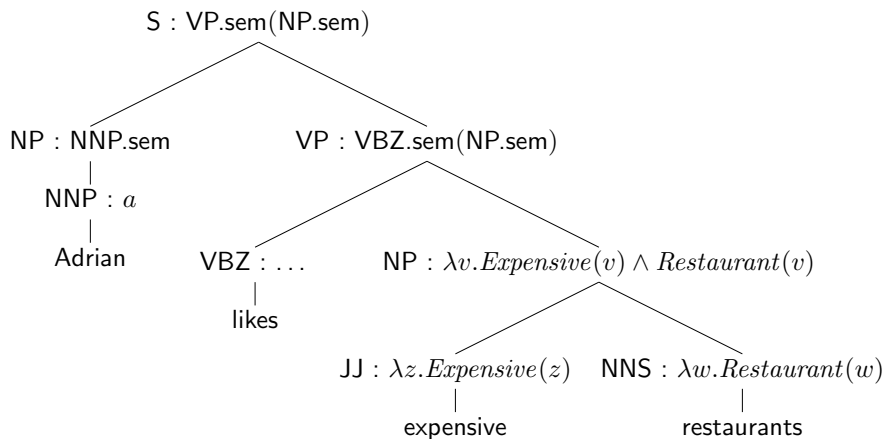 S : VP.sem(NP.sem)
NP : NNP.sem VP : VBZ.sem(NP.sem)
NNP : a
Adrian VBZ : ... NP : λv.Expensive(v) ∧ Restaurant(v)
likes
JJ : λz.Expensive(z) NNS : λw.Restaurant(w)
expensive restaurants